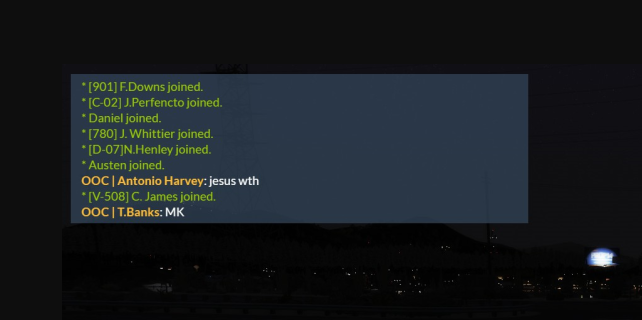 * [901] F.Downs joined.
* [C-02] J.Perfencto joined.
* Daniel joined.
* [780] J. Whittier joined.
* [D-07]N.Henley joined.
* Austen joined.
OOC | Antonio Harvey: jesus wth
* [V-508] C. James joined.
OOC | T.Banks: MK